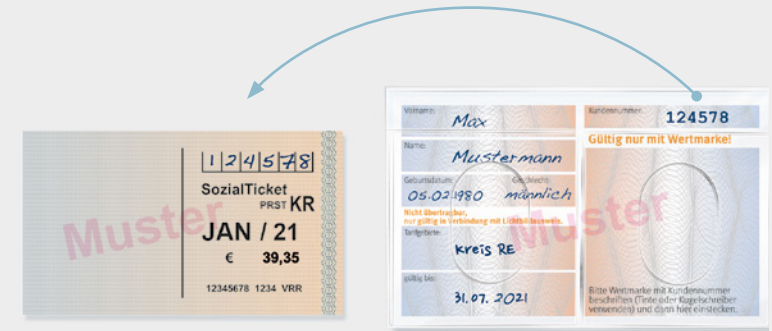 124578
SozialTicket
PRST KR
JAN / 21
€ 39,35
12345678 1234 VRR
Muster
Vorname:
Max
Name:
Mustermann
Geburtsdatum: Geschlecht:
05.02.1980 männlich
Nicht übertragbar,
nur gültig in Verbindung mit Lichtbildausweis.
Tarifgebiete:
Kreis RE
gültig bis:
31.07.2021
Kundennummer:
124578
Gültig nur mit Wertmarke!
Muster
Bitte Wertmarke mit Kundennummer
beschriften (Tinte oder Kugelschreiber
verwenden) und dann hier einstecken.